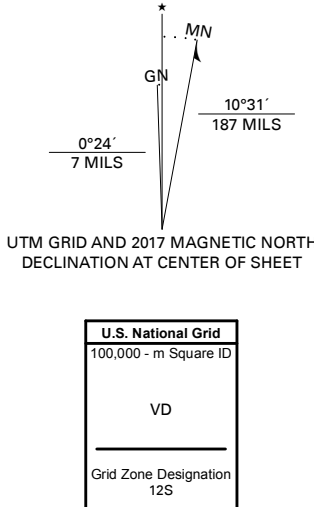 ★
MN
GN
0°24´
7 MILS
10°31´
187 MILS
UTM GRID AND 2017 MAGNETIC NORTH
DECLINATION AT CENTER OF SHEET
U.S. National Grid
100,000 - m Square ID
VD
Grid Zone Designation
12S